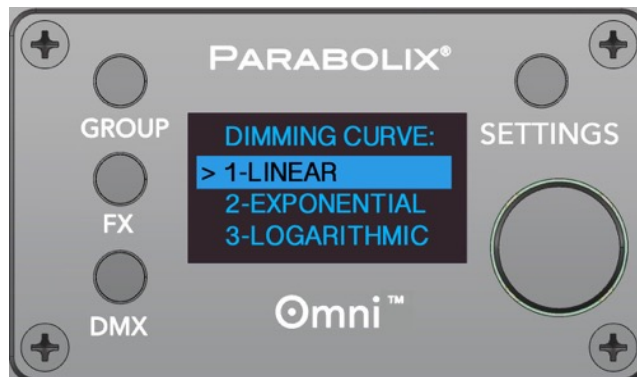 PARABOLIX®
GROUP
SETTINGS
DIMMING CURVE:
> 1-LINEAR
2-EXPONENTIAL
3-LOGARITHMIC
FX
DMX
Omni™